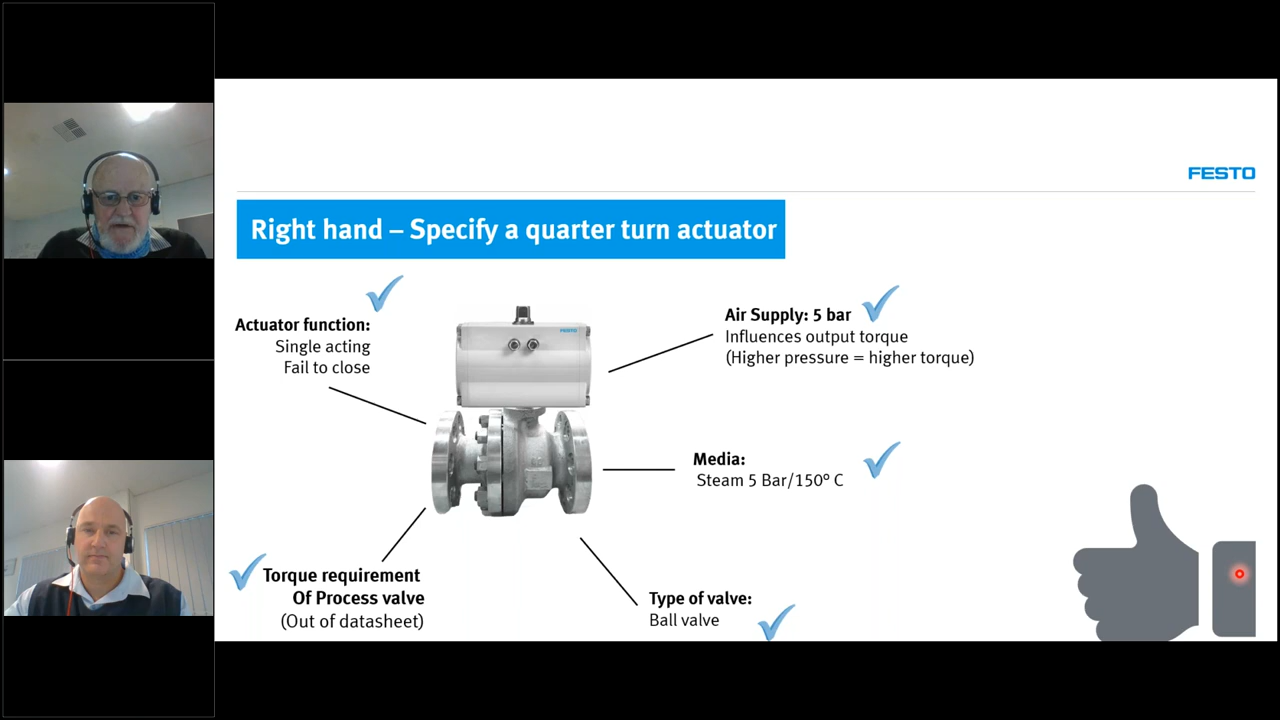 FESTO
Right hand – Specify a quarter turn actuator
Actuator function:
Single acting
Fail to close
FESTO
Air Supply: 5 bar
Influences output torque
(Higher pressure = higher torque)
Media:
Steam 5 Bar/150° C
Torque requirement
Of Process valve
(Out of datasheet)
Type of valve:
Ball valve